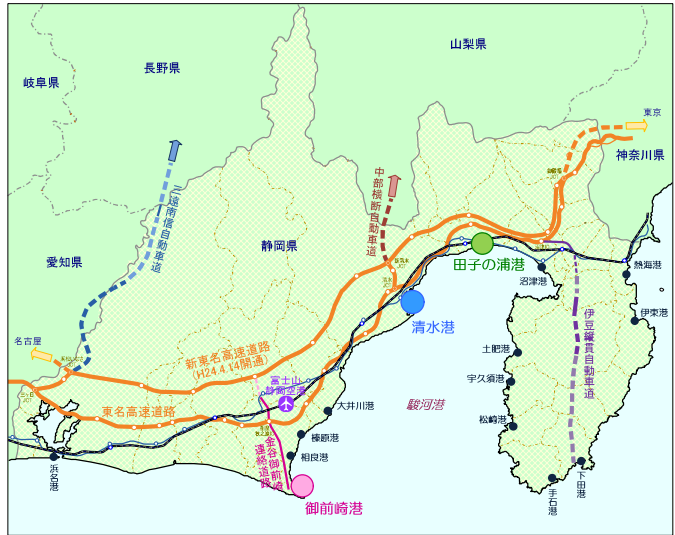 山梨県
長野県
岐阜県
東京
神奈川県
中部横断自動車道
三遠南信自動車道
静岡県
愛知県
田子の浦港
熱海港
沼津港
清水港
伊東港
伊豆縦貫自動車道
名古屋
新東名高速道路
(H24.4.14開通)
土肥港
富士山
静岡空港
宇久須港
東名高速道路
大井川港
駿河港
松崎港
榛原港
金谷御前崎
連絡道路
相良港
浜名港
下田港
手石港
御前崎港